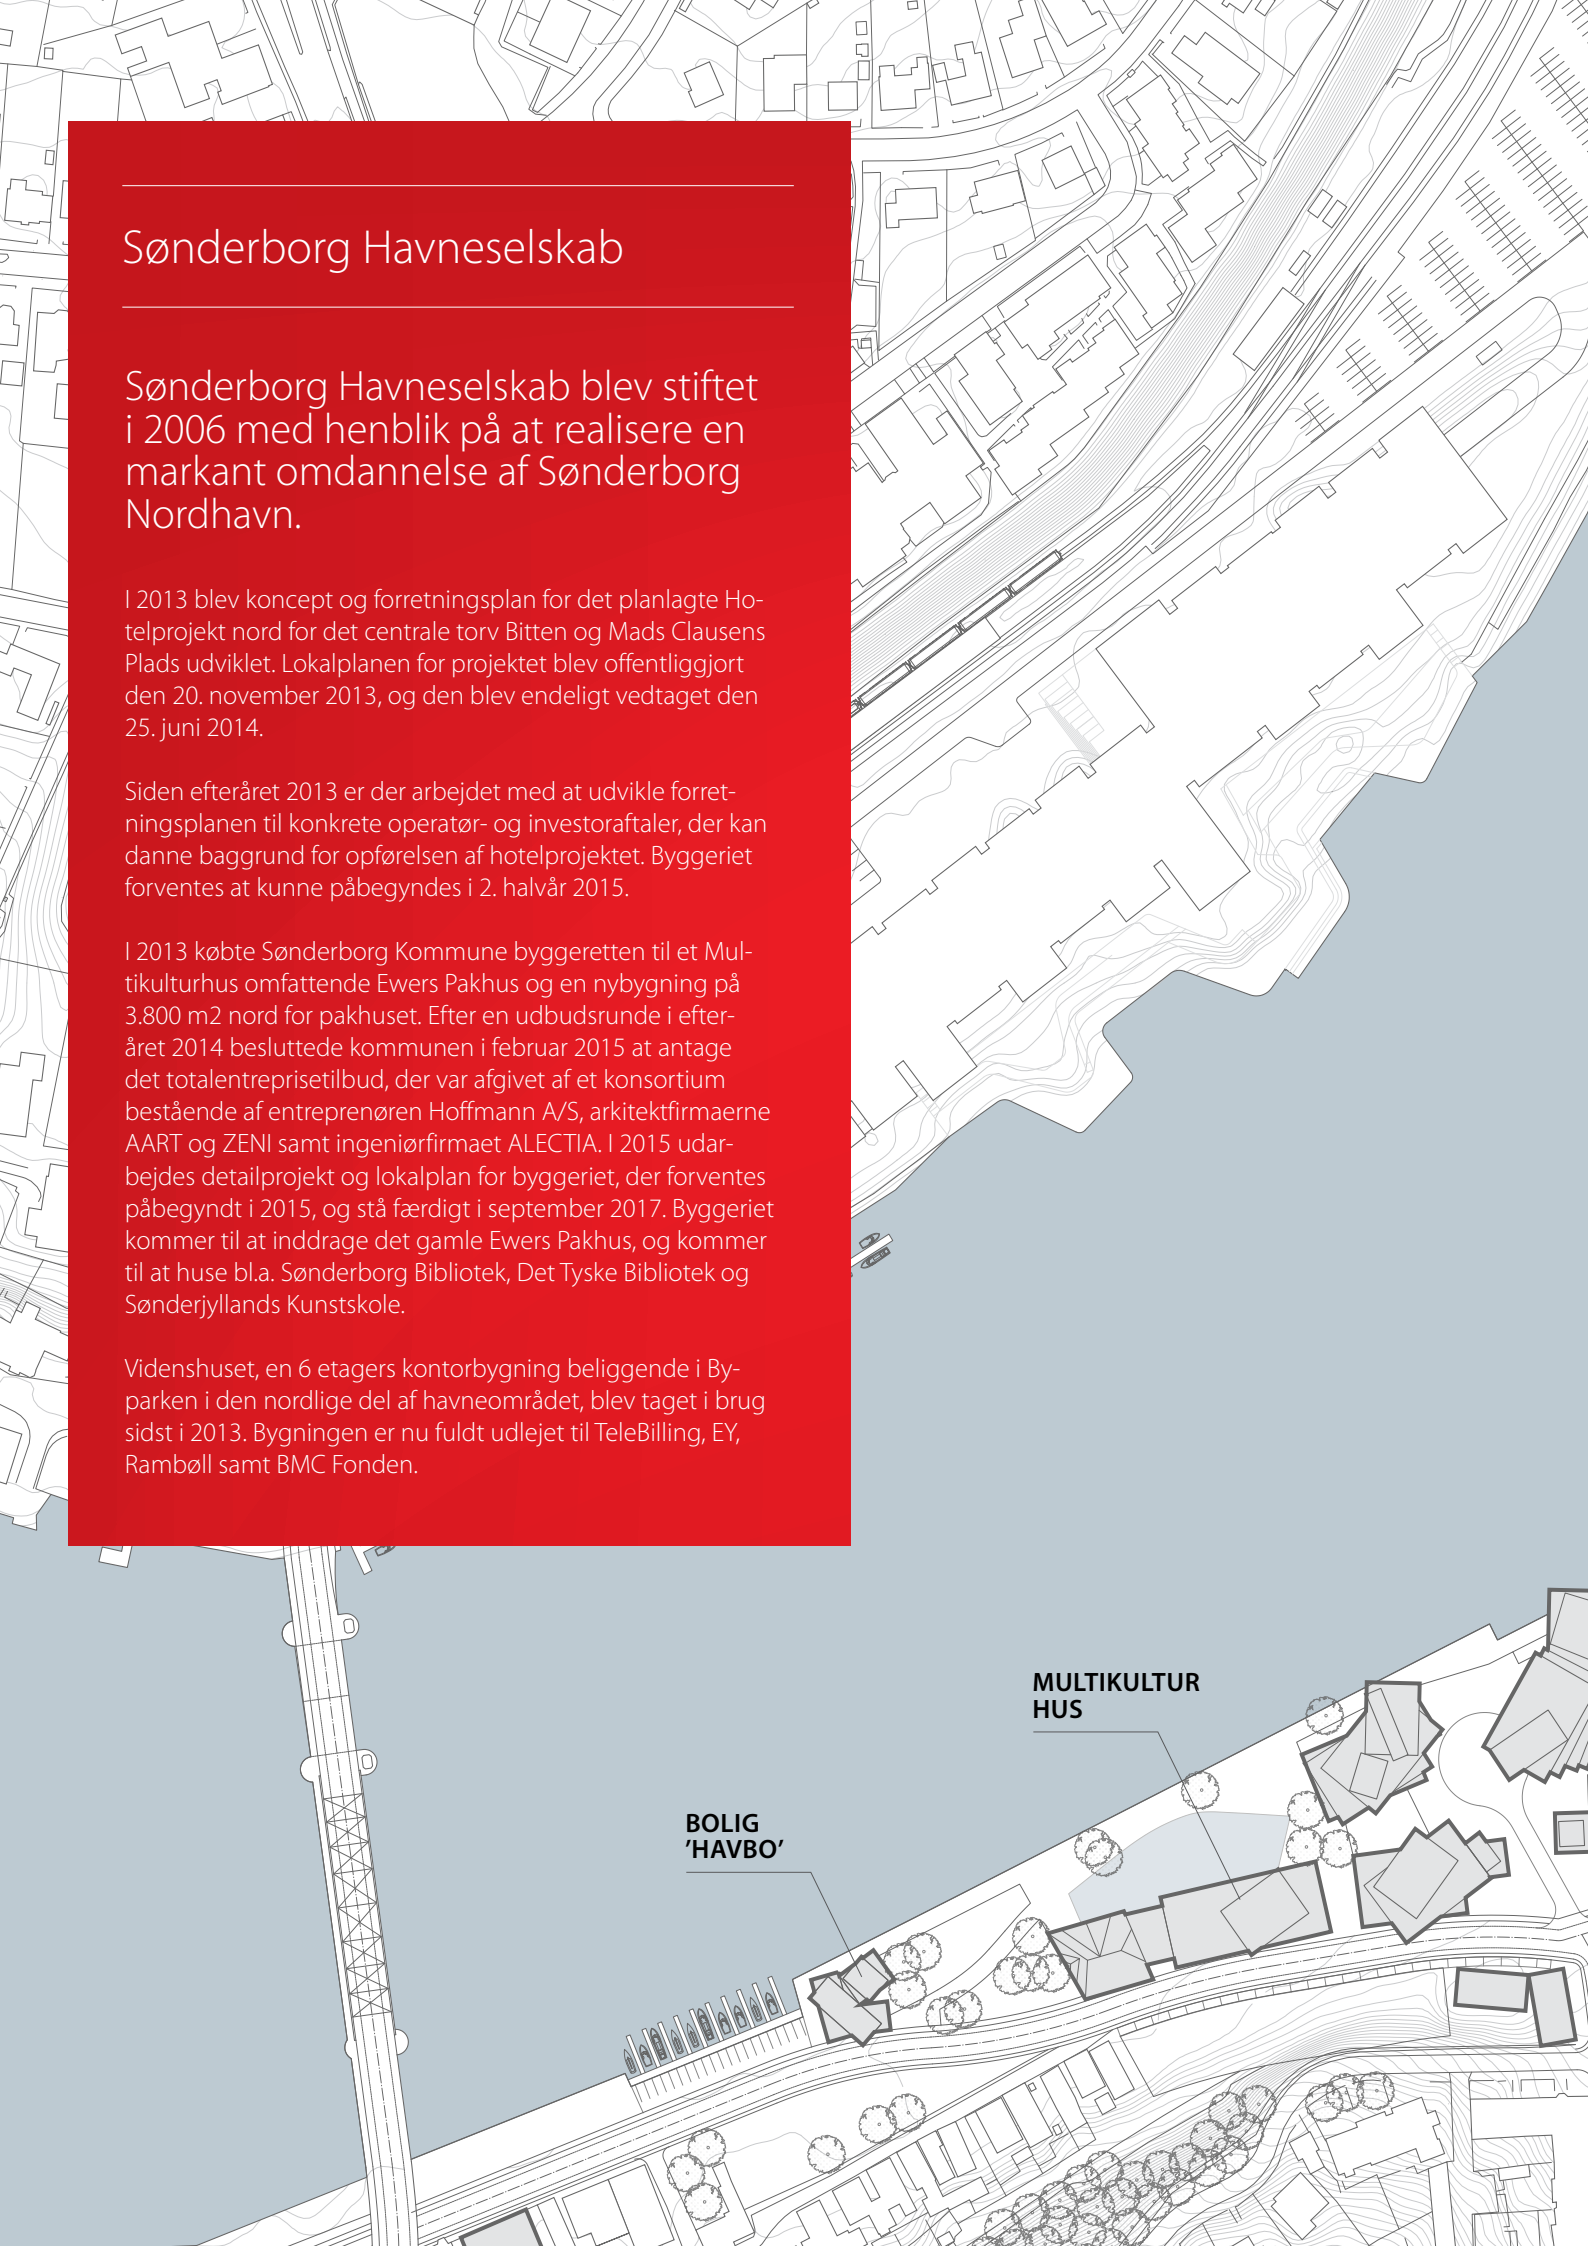 Sønderborg Havneselskab
Sønderborg Havneselskab blev stiftet
i 2006 med henblik på at realisere en
markant omdannelse af Sønderborg
Nordhavn.
I 2013 blev koncept og forretningsplan for det planlagte Ho-
telprojekt nord for det centrale torv Bitten og Mads Clausens
Plads udviklet. Lokalplanen for projektet blev offentliggjort
den 20. november 2013, og den blev endeligt vedtaget den
25. juni 2014.
Siden efteråret 2013 er der arbejdet med at udvikle forret-
ningsplanen til konkrete operatør- og investoraftaler, der kan
danne baggrund for opførelsen af hotelprojektet. Byggeriet
forventes at kunne påbegyndes i 2. halvår 2015.
I 2013 købte Sønderborg Kommune byggeretten til et Mul-
tikulturhus omfattende Ewers Pakhus og en nybygning på
3.800 m2 nord for pakhuset. Efter en udbudsrunde i efter-
året 2014 besluttede kommunen i februar 2015 at antage
det totalentreprisetilbud, der var afgivet af et konsortium
bestående af entreprenøren Hoffmann A/S, arkitektfirmaerne
AART og ZENI samt ingeniørfirmaet ALECTIA. I 2015 udar-
bejdes detailprojekt og lokalplan for byggeriet, der forventes
påbegyndt i 2015, og stå færdigt i september 2017. Byggeriet
kommer til at inddrage det gamle Ewers Pakhus, og kommer
til at huse bl.a. Sønderborg Bibliotek, Det Tyske Bibliotek og
Sønderjyllands Kunstskole.
Videnshuset, en 6 etagers kontorbygning beliggende i By-
parken i den nordlige del af havneområdet, blev taget i brug
sidst i 2013. Bygningen er nu fuldt udlejet til TeleBilling, EY,
Rambøll samt BMC Fonden.
MULTIKULTUR
HUS
BOLIG
’HAVBO’